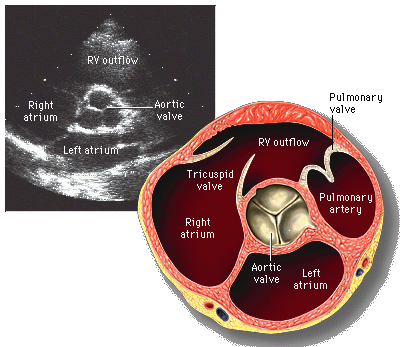 RV outflow
Right
atrium
Aortic
valve
Left atrium
Pulmonary
valve
RV outflow
Tricuspid
valve
Pulmonary
artery
Right
atrium
Aortic
valve
Left
atrium